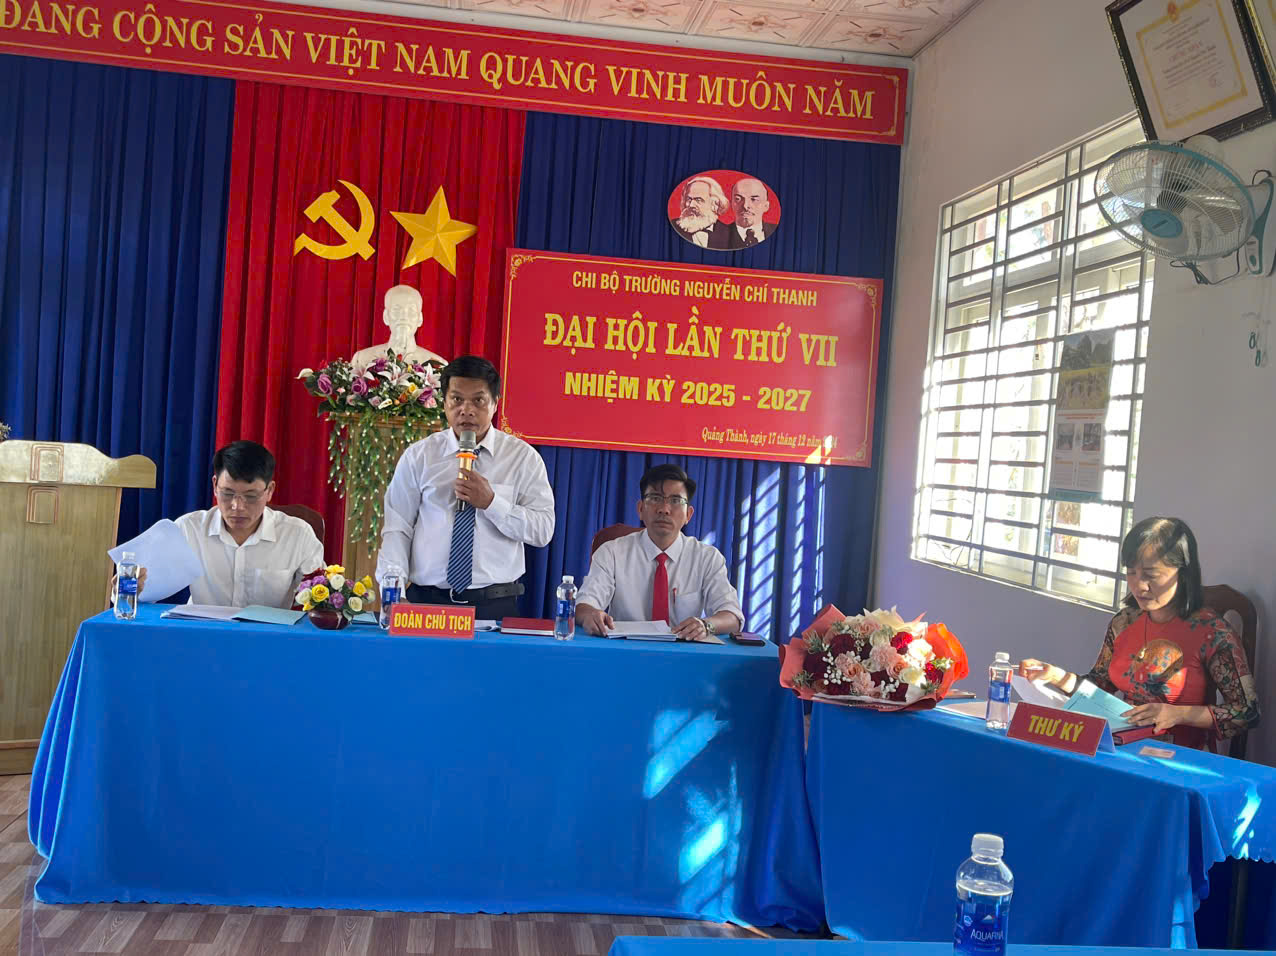 ĐẢNG CỘNG SẢN VIỆT NAM QUANG VINH MUÔN NĂM
CHI BỘ TRƯỜNG NGUYỄN CHÍ THANH
ĐẠI HỘI LẦN THỨ VII
NHIỆM KỲ 2025 - 2027
Quảng Thành, ngày 17 tháng 12 năm
ĐOÀN CHỦ TỊCH
THƯ KÝ
AQUAFINA